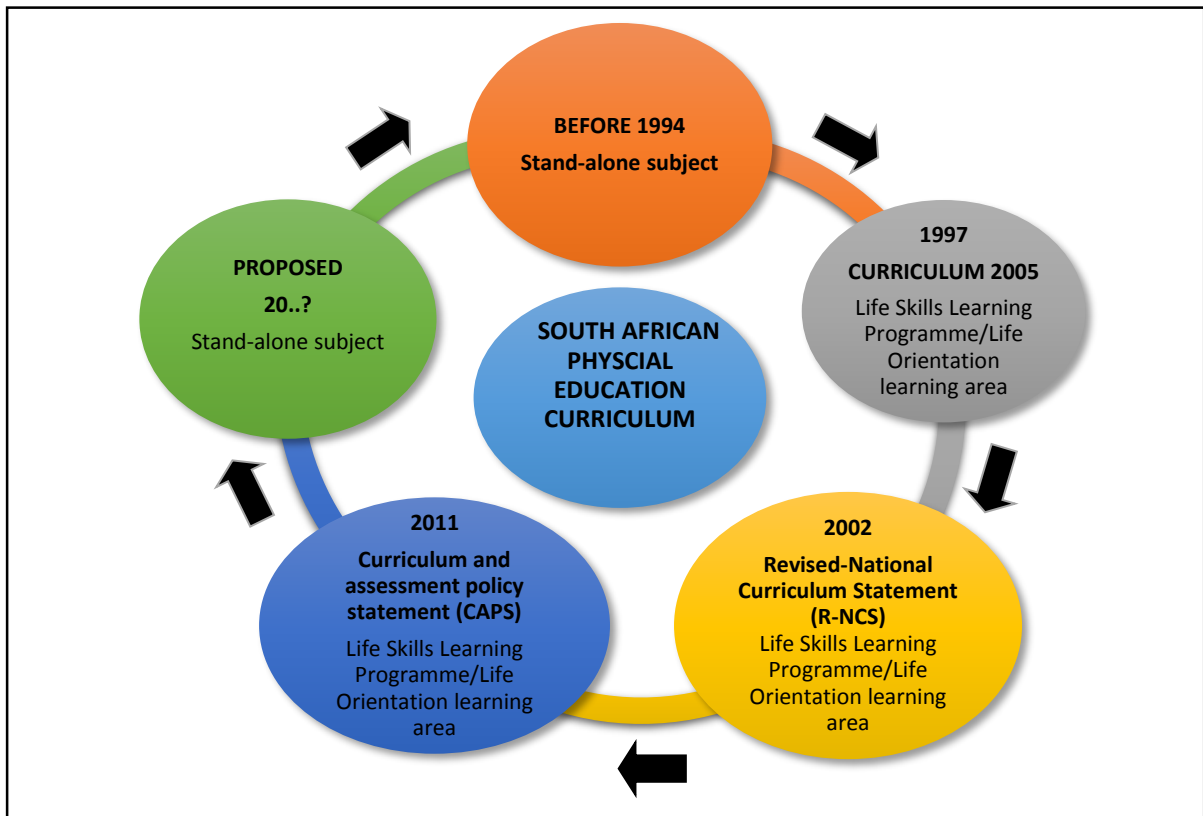 BEFORE 1994
Stand-alone subject
1997
CURRICULUM 2005
Life Skills Learning
Programme/Life
Orientation
learning area
2002
Revised-National
Curriculum Statement
(R-NCS)
Life Skills Learning
Programme/Life
Orientation learning
area
2011
Curriculum and
assessment policy
statement (CAPS)
Life Skills Learning
Programme/Life
Orientation learning
area
PROPOSED
20..?
Stand-alone subject
SOUTH AFRICAN
PHYSCIAL
EDUCATION
CURRICULUM